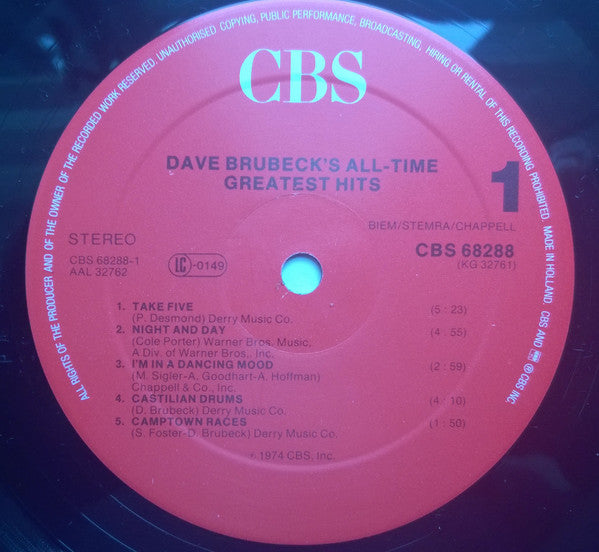 ALL RIGHTS OF THE PRODUCER AND OF THE OWNER OF THE RECORDED WORK RESERVED. UNAUTHORISED COPYING, PUBLIC PERFORMANCE, BROADCASTING, HIRING OR RENTAL OF THIS RECORDING PROHIBITED. MADE IN HOLLAND. CBS AND ® CBS INC.
CBS
DAVE BRUBECK'S ALL-TIME
GREATEST HITS
1
BIEM/STEMRA/CHAPPELL
STEREO
CBS 68288
(KG 32761)
CBS 68288-1
AAL 32762
LC-0149
1. TAKE FIVE (5:23)
(P. Desmond) Derry Music Co.
2. NIGHT AND DAY (4:55)
(Cole Porter) Warner Bros. Music,
A Div. of Warner Bros., Inc.
3. I'M IN A DANCING MOOD (2:59)
(M. Sigler-A. Goodhart-A. Hoffman)
Chappell & Co., Inc.
4. CASTILIAN DRUMS (4:10)
(D. Brubeck) Derry Music Co.
5. CAMPTOWN RACES (1:50)
(S. Foster-D. Brubeck) Derry Music Co.
℗ 1974 CBS, Inc.